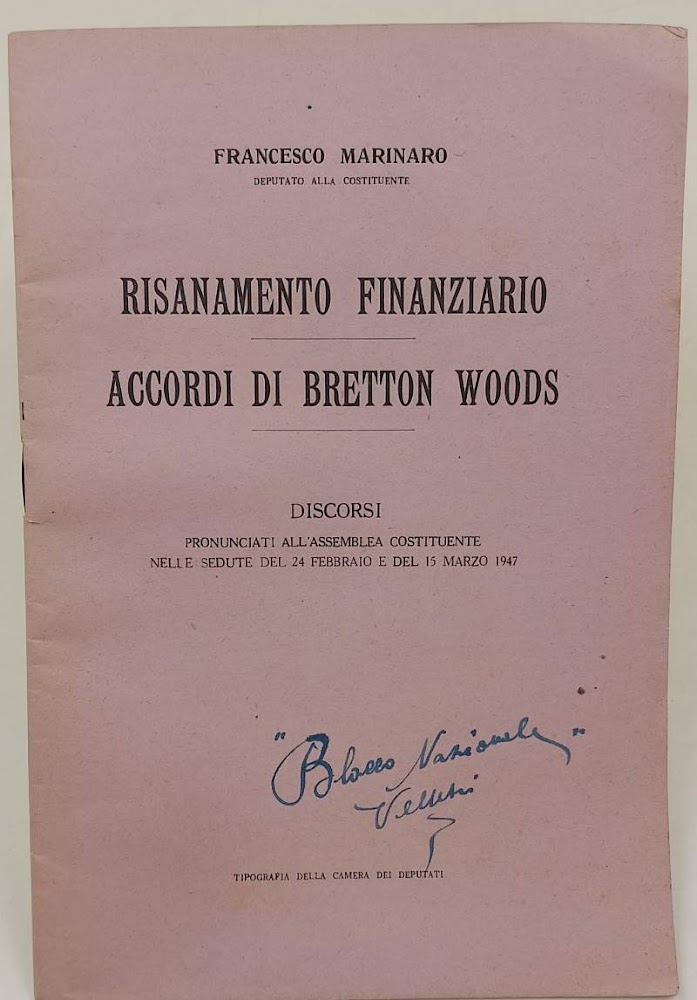 FRANCESCO MARINARO
DEPUTATO ALLA COSTITUENTE
RISANAMENTO FINANZIARIO
ACCORDI DI BRETTON WOODS
DISCORSI
PRONUNCIATI ALL'ASSEMBLEA COSTITUENTE
NELLE SEDUTE DEL 24 FEBBRAIO E DEL 15 MARZO 1947
"Blocco Nazionale"
Velletri
TIPOGRAFIA DELLA CAMERA DEI DEPUTATI